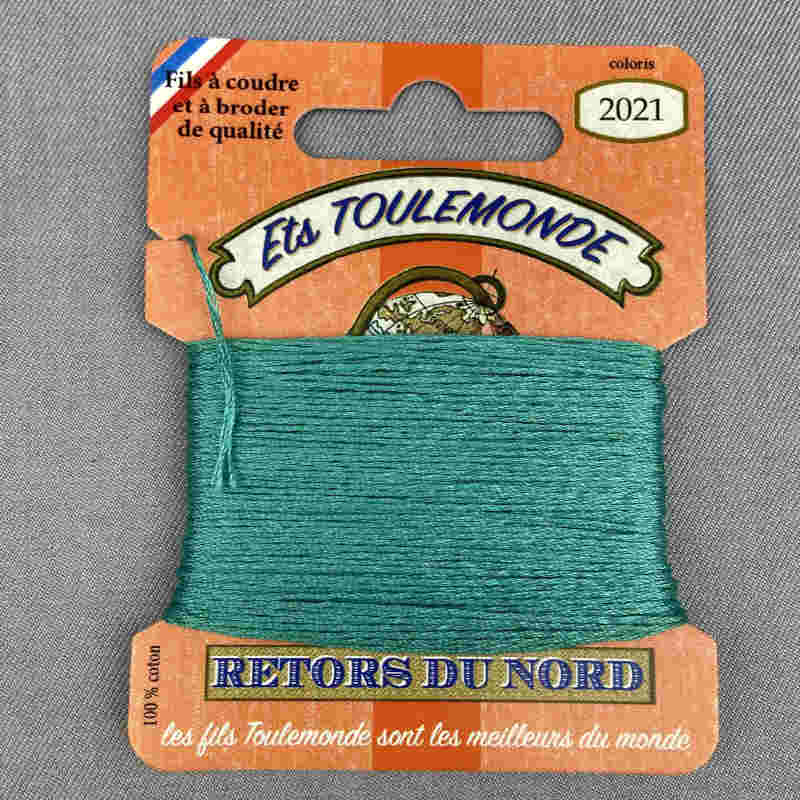 Fils à coudre
et à broder
de qualité
coloris
2021
Ets TOULEMONDE
100 % coton
RETORS DU NORD
les fils Toulemonde sont les meilleurs du monde